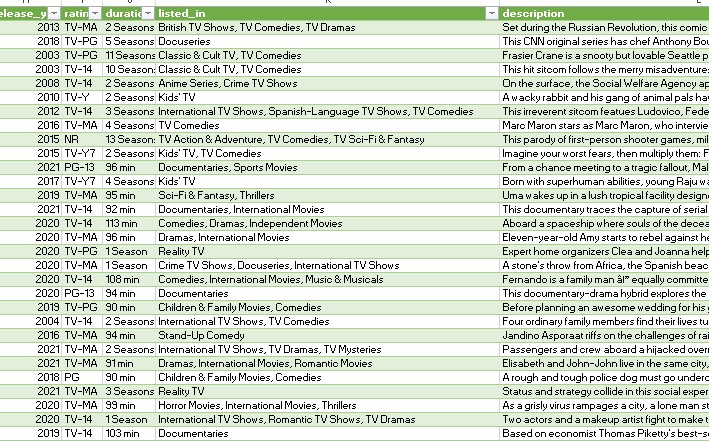 elease_y ratin duratio listed_in description
2013 TV-MA 2 Seasons British TV Shows, TV Comedies, TV Dramas Set during the Russian Revolution, this comic
2018 TV-PG 5 Seasons Docuseries This CNN original series has chef Anthony Bou
2003 TV-PG 11 Seasons Classic & Cult TV, TV Comedies Frasier Crane is a snooty but lovable Seattle p
2003 TV-14 10 Season: Classic & Cult TV, TV Comedies This hit sitcom follows the merry misadventure:
2008 TV-14 2 Seasons Anime Series, Crime TV Shows On the surface, the Social Welfare Agency ap
2010 TV-Y 2 Seasons Kids' TV A wacky rabbit and his gang of animal pals hav
2012 TV-14 3 Seasons International TV Shows, Spanish-Language TV Shows, TV Comedies This irreverent sitcom featues Ludovico, Fede
2016 TV-MA 4 Seasons TV Comedies Marc Maron stars as Marc Maron, who intervie
2015 NR 13 Season: TV Action & Adventure, TV Comedies, TV Sci-Fi & Fantasy This parody of first-person shooter games, mil
2015 TV-Y7 2 Seasons Kids' TV, TV Comedies Imagine your worst fears, then multiply them: F
2021 PG-13 96 min Documentaries, Sports Movies From a chance meeting to a tragic fallout, Mal
2017 TV-Y7 4 Seasons Kids' TV Born with superhuman abilities, young Raju wa
2019 TV-MA 95 min Sci-Fi & Fantasy, Thrillers Uma wakes up in a lush tropical facility design
2021 TV-14 92 min Documentaries, International Movies This documentary traces the capture of serial
2020 TV-14 113 min Comedies, Dramas, Independent Movies Aboard a spaceship where souls of the decea
2020 TV-MA 96 min Dramas, International Movies Eleven-year-old Amy starts to rebel against he
2020 TV-PG 1 Season Reality TV Expert home organizers Clea and Joanna help
2020 TV-MA 1 Season Crime TV Shows, Docuseries, International TV Shows A stone's throw from Africa, the Spanish beac
2020 TV-14 108 min Comedies, International Movies, Music & Musicals Fernando is a family man â equally committe
2020 PG-13 94 min Documentaries This documentary-drama hybrid explores the
2019 TV-PG 90 min Children & Family Movies, Comedies Before planning an awesome wedding for his
2004 TV-14 2 Seasons International TV Shows, TV Comedies Four ordinary family members find their lives tu
2016 TV-MA 94 min Stand-Up Comedy Jandino Asporaat riffs on the challenges of rai
2021 TV-MA 2 Seasons International TV Shows, TV Dramas, TV Mysteries Passengers and crew aboard a hijacked over
2021 TV-MA 91 min Dramas, International Movies, Romantic Movies Elisabeth and John-John live in the same city,
2018 PG 90 min Children & Family Movies, Comedies A rough and tough police dog must go underc
2021 TV-MA 3 Seasons Reality TV Status and strategy collide in this social exper
2020 TV-MA 99 min Horror Movies, International Movies, Thrillers As a grisly virus rampages a city, a lone man st
2020 TV-14 1 Season International TV Shows, Romantic TV Shows, TV Dramas Two actors and a makeup artist fight to make t
2019 TV-14 103 min Documentaries Based on economist Thomas Piketty's best-s